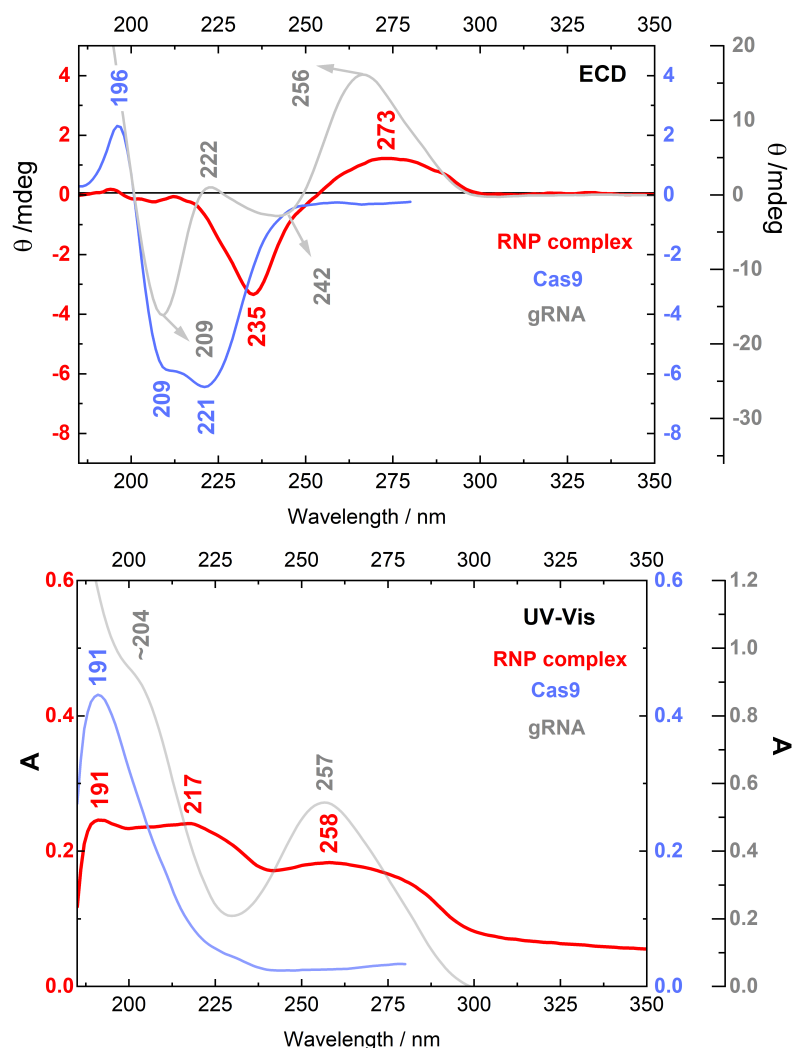 200 225 250 275 300 325 350
4 4 20
2 2 10
0 0 0
-2 -2 -10
-4 -4 -20
-6 -6 -30
-8 -8
θ /mdeg
θ /mdeg
ECD
196
256
273
222
RNP complex
Cas9
gRNA
242
209
235
209
221
200 225 250 275 300 325 350
Wavelength / nm
200 225 250 275 300 325 350
0.6 0.6 1.2
1.0
0.4 0.4 0.8
0.6
0.2 0.2 0.4
0.2
0.0 0.0 0.0
A
A
UV-Vis
~204
RNP complex
191
Cas9
gRNA
257
191
217
258
200 225 250 275 300 325 350
Wavelength / nm